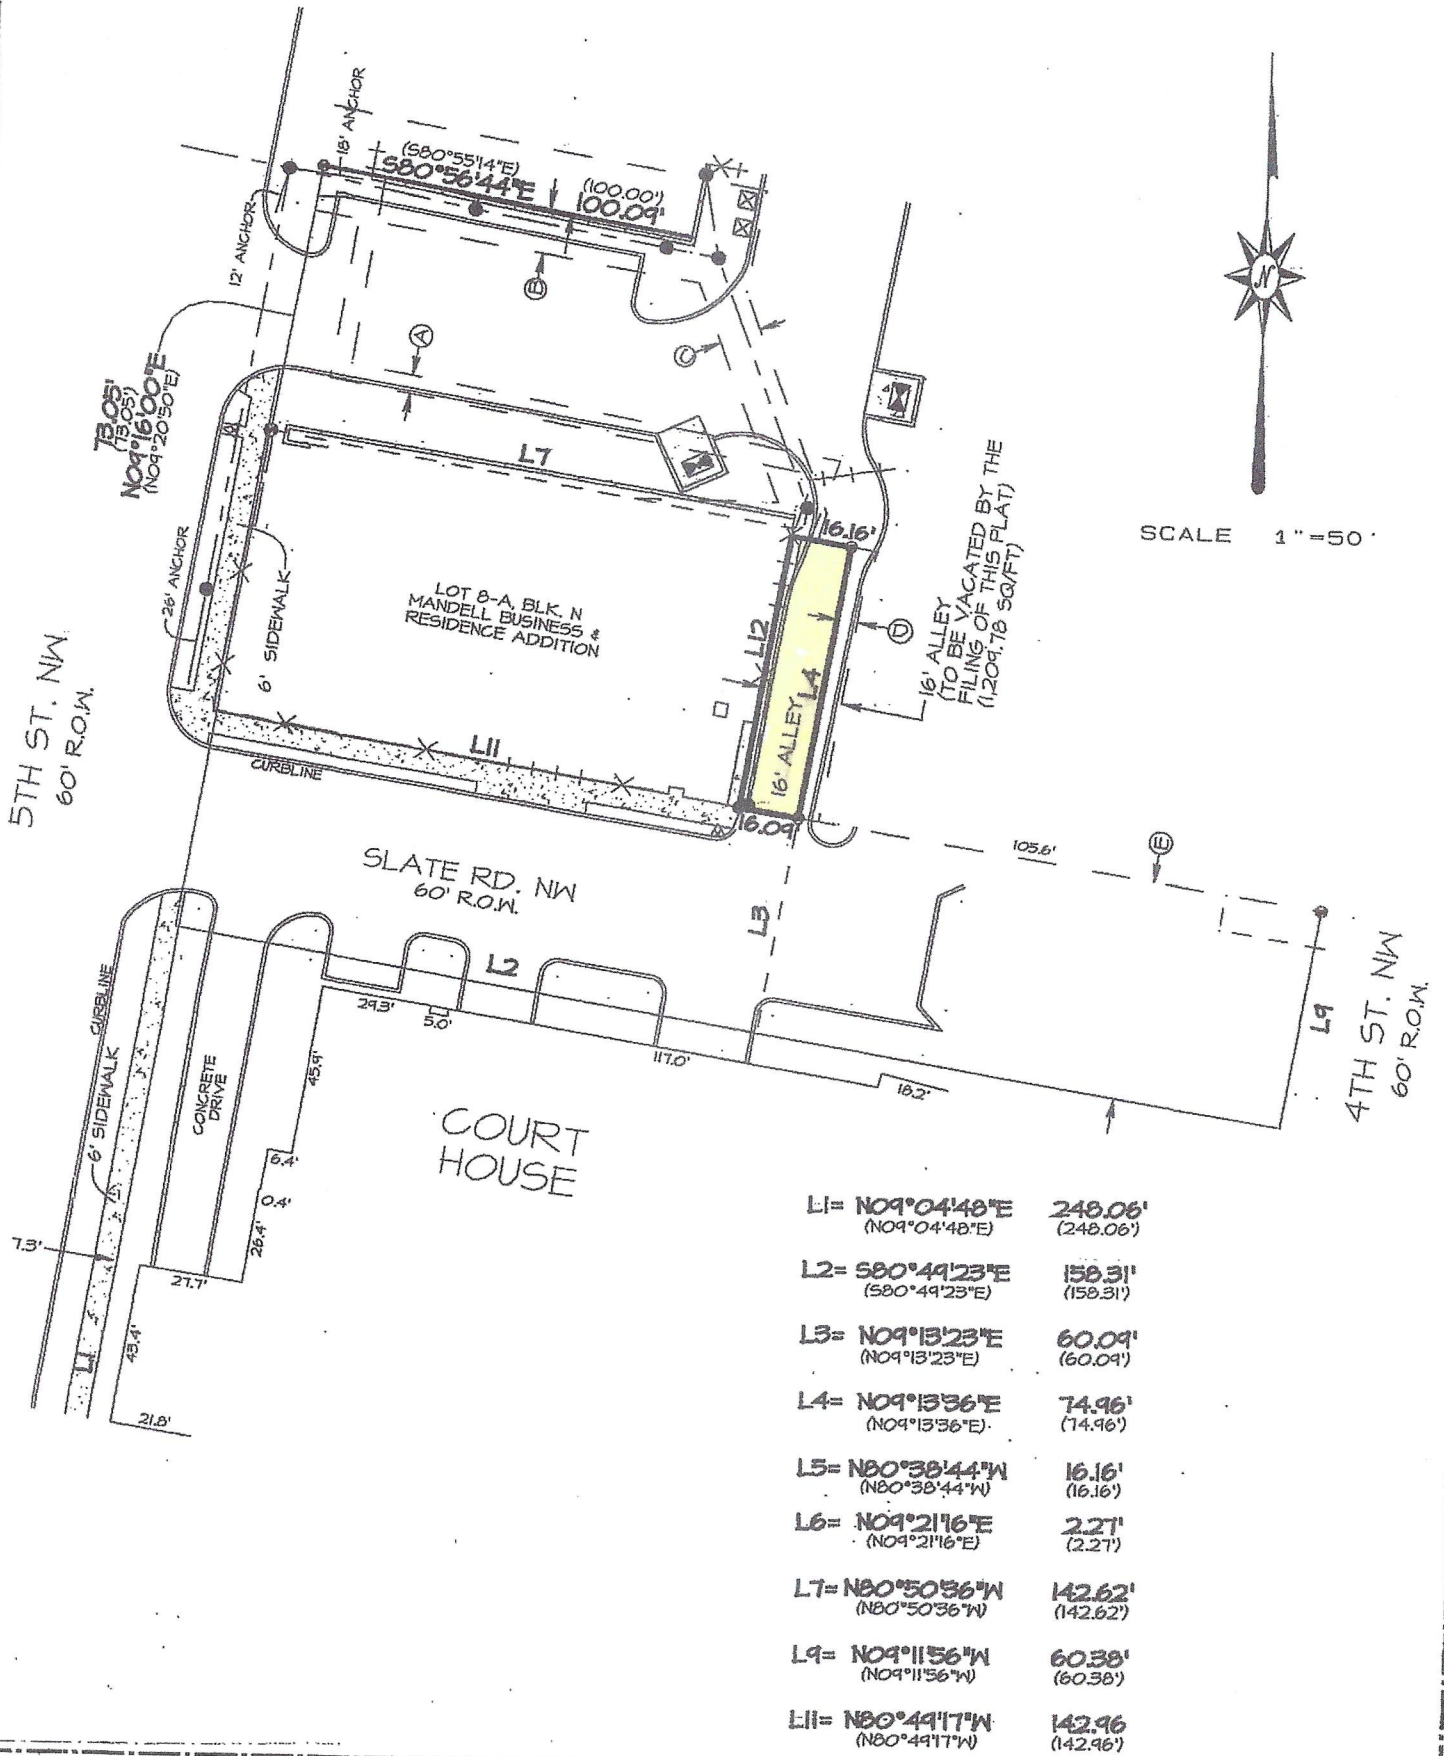 18' ANCHOR
(S80°55'14"E)
S80°56'44"E
(100.00')
100.09'
12' ANCHOR
B
A
C
N
SCALE 1"=50'
73.05'
(73.05')
N09°16'00"E
(N09°20'50"E)
L7
16.16'
26' ANCHOR
6' SIDEWALK
LOT 8-A, BLK. N
MANDELL BUSINESS &
RESIDENCE ADDITION
L12
L4
16' ALLEY
D
16' ALLEY
(TO BE VACATED BY THE
FILING OF THIS PLAT)
(1,209.78 SQ/FT)
5TH ST. NW
60' R.O.W.
L11
CURBLINE
16.09'
105.6'
E
SLATE RD. NW
60' R.O.W.
L3
L2
4TH ST. NW
60' R.O.W.
L9
CURBLINE
6' SIDEWALK
CONCRETE
DRIVE
29.3'
5.0'
117.0'
18.2'
45.9'
6.4'
0.4'
26.4'
7.3'
27.7'
43.4'
L1
21.8'
COURT
HOUSE
L1= N09°04'48"E 248.06'
(N09°04'48"E) (248.06')
L2= S80°49'23"E 158.31'
(S80°49'23"E) (158.31')
L3= N09°13'23"E 60.09'
(N09°13'23"E) (60.09')
L4= N09°13'36"E 74.96'
(N09°13'36"E) (74.96')
L5= N80°38'44"W 16.16'
(N80°38'44"W) (16.16')
L6= N09°21'16"E 2.27'
(N09°21'16"E) (2.27')
L7= N80°50'36"W 142.62'
(N80°50'36"W) (142.62')
L9= N09°11'56"W 60.38'
(N09°11'56"W) (60.38')
L11= N80°49'17"W 142.96
(N80°49'17"W) (142.96')